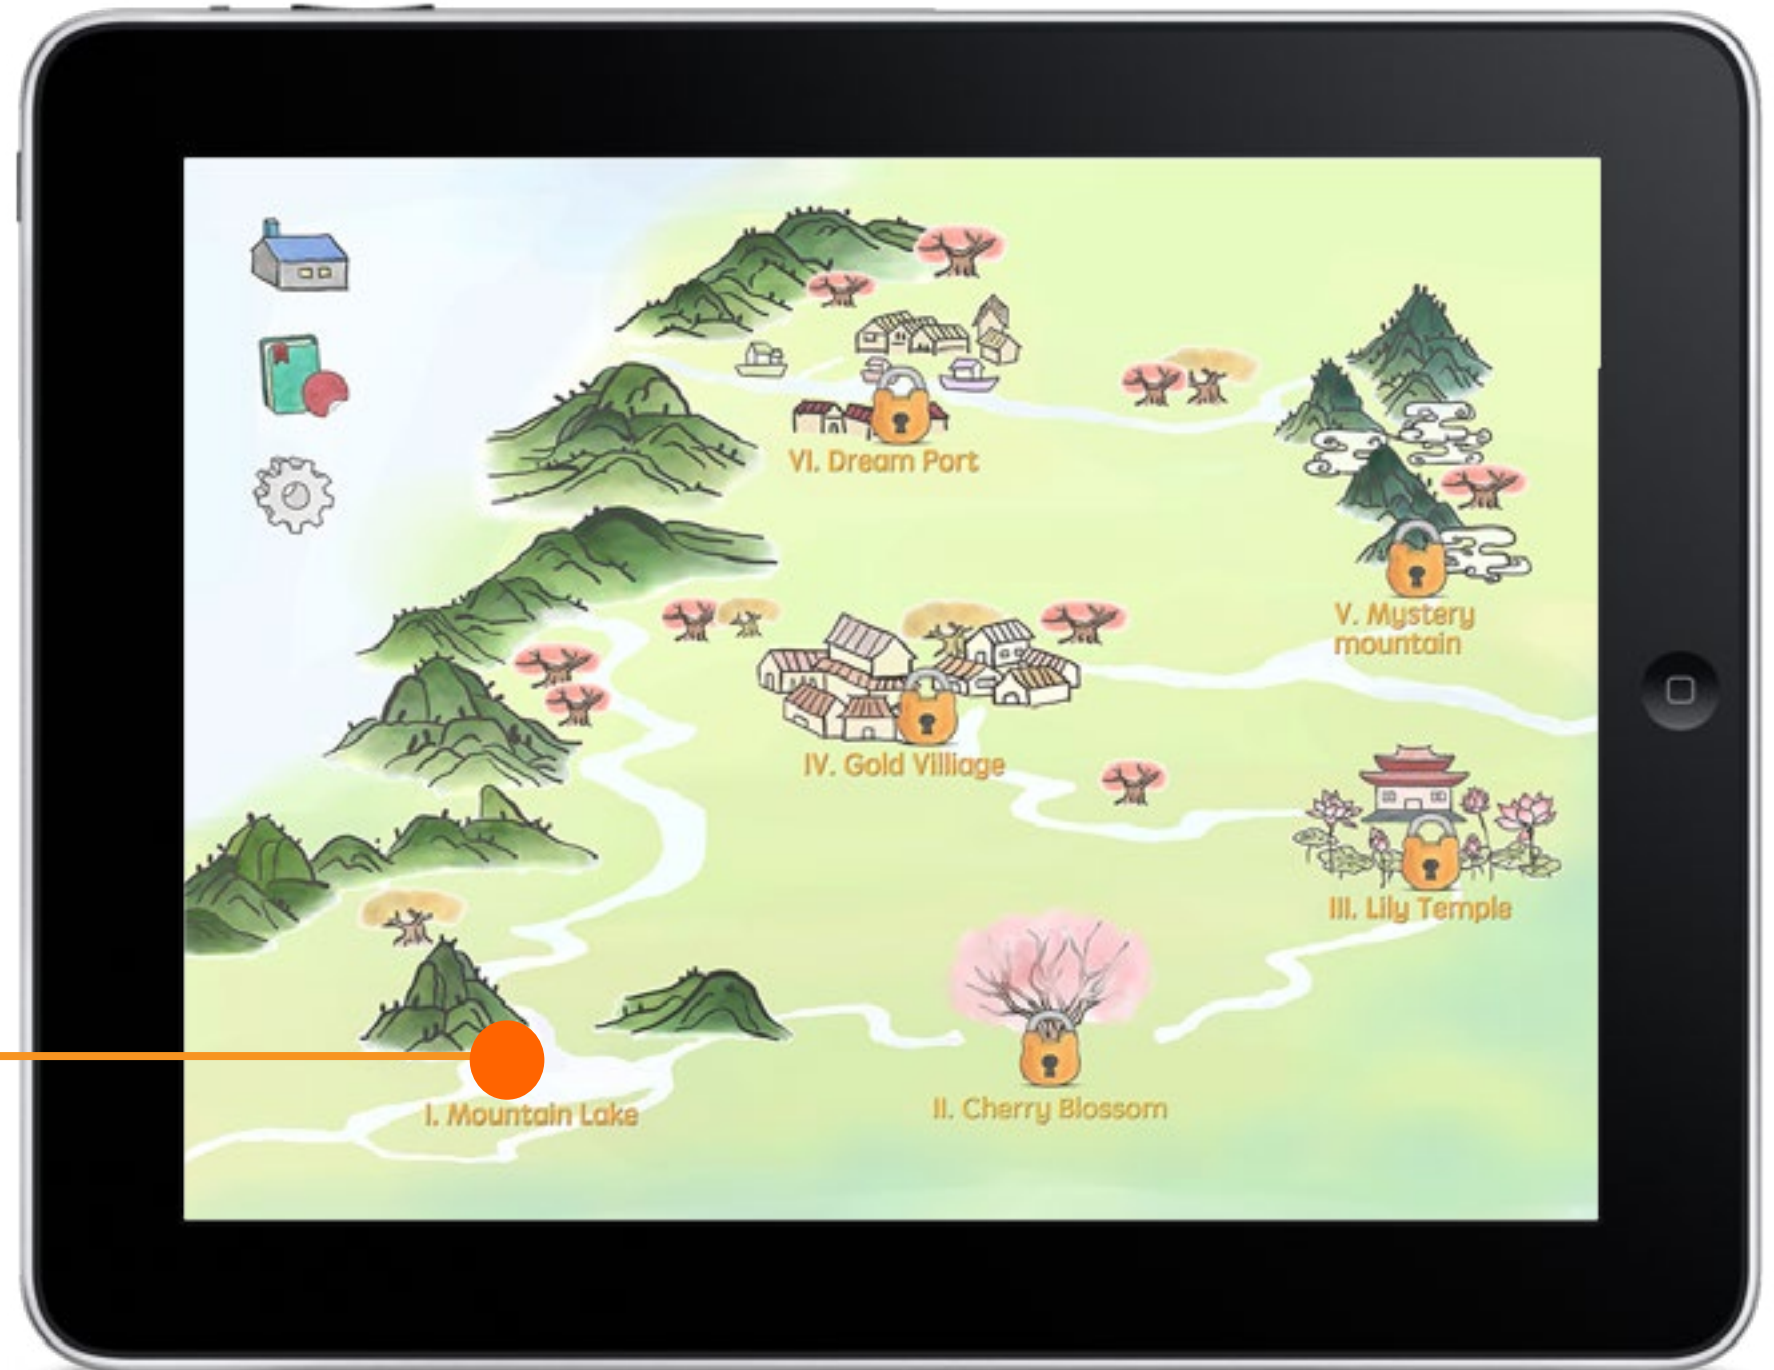 VI. Dream Port
V. Mystery
mountain
IV. Gold Villiage
III. Lily Temple
II. Cherry Blossom
I. Mountain Lake